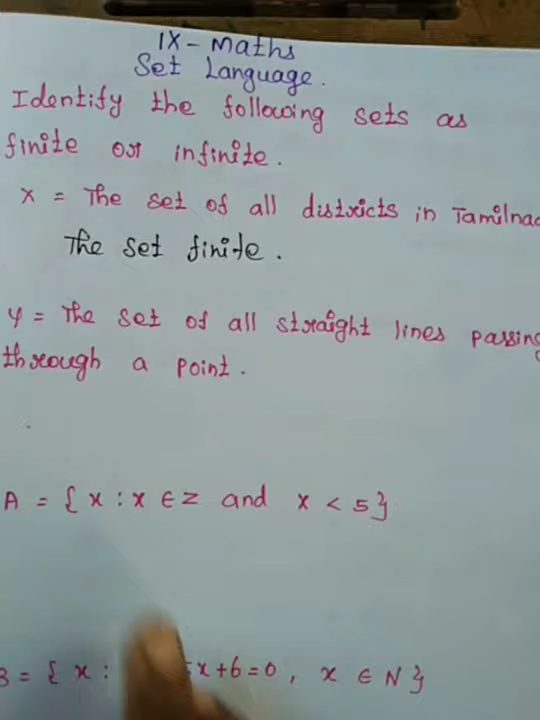 IX - Maths
Set Language.
Identify the following sets as
finite or infinite.
X = The set of all districts in Tamilnad
The set finite.
Y = The set of all straight lines passing
through a point.
A = { x : x ∈ Z and x < 5}
= { x : x + 6 = 0 , x ∈ N }